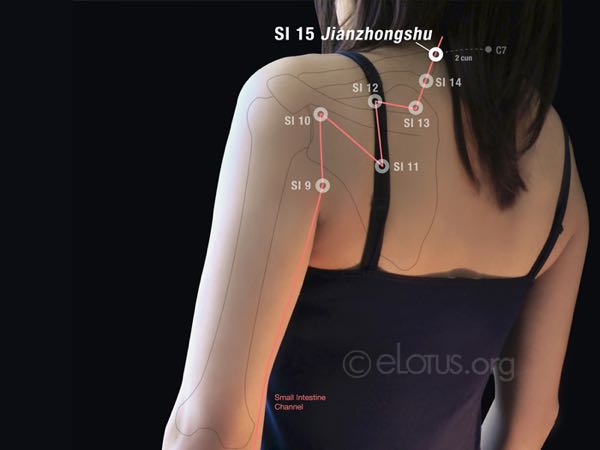 SI 15 Jianzhongshu
2 cun
C7
SI 14
SI 12
SI 13
SI 10
SI 11
SI 9
© eLotus.org
Small Intestine
Channel